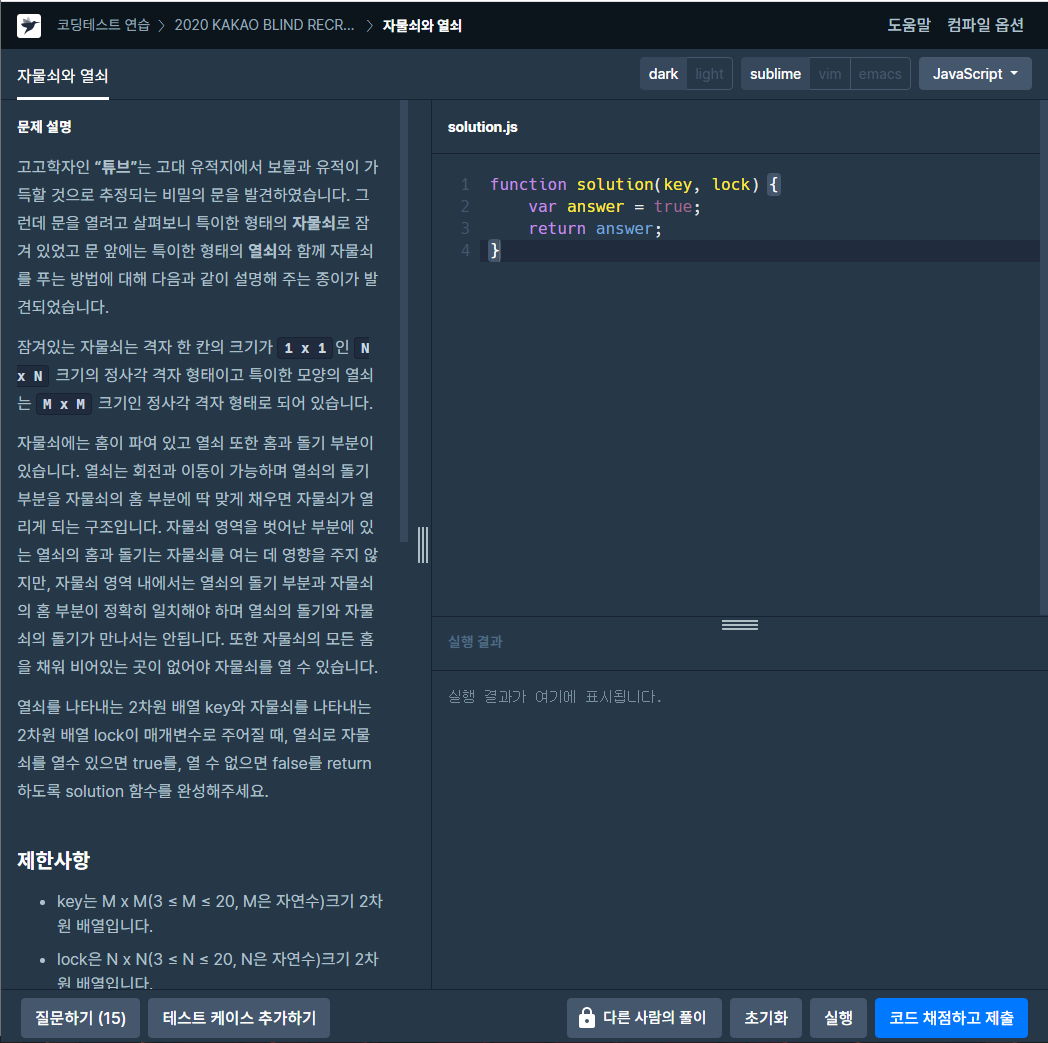 코딩테스트 연습 > 2020 KAKAO BLIND RECR... > 자물쇠와 열쇠 도움말 컴파일 옵션
자물쇠와 열쇠 dark light sublime vim emacs JavaScript
문제 설명
고고학자인 “튜브”는 고대 유적지에서 보물과 유적이 가
득할 것으로 추정되는 비밀의 문을 발견하였습니다. 그
런데 문을 열려고 살펴보니 특이한 형태의 자물쇠로 잠
겨 있었고 문 앞에는 특이한 형태의 열쇠와 함께 자물쇠
를 푸는 방법에 대해 다음과 같이 설명해 주는 종이가 발
견되었습니다.
잠겨있는 자물쇠는 격자 한 칸의 크기가 1 x 1 인 N
x N 크기의 정사각 격자 형태이고 특이한 모양의 열쇠
는 M x M 크기인 정사각 격자 형태로 되어 있습니다.
자물쇠에는 홈이 파여 있고 열쇠 또한 홈과 돌기 부분이
있습니다. 열쇠는 회전과 이동이 가능하며 열쇠의 돌기
부분을 자물쇠의 홈 부분에 딱 맞게 채우면 자물쇠가 열
리게 되는 구조입니다. 자물쇠 영역을 벗어난 부분에 있
는 열쇠의 홈과 돌기는 자물쇠를 여는 데 영향을 주지 않
지만, 자물쇠 영역 내에서는 열쇠의 돌기 부분과 자물쇠
의 홈 부분이 정확히 일치해야 하며 열쇠의 돌기와 자물
쇠의 돌기가 만나서는 안됩니다. 또한 자물쇠의 모든 홈
을 채워 비어있는 곳이 없어야 자물쇠를 열 수 있습니다.
열쇠를 나타내는 2차원 배열 key와 자물쇠를 나타내는
2차원 배열 lock이 매개변수로 주어질 때, 열쇠로 자물
쇠를 열수 있으면 true를, 열 수 없으면 false를 return
하도록 solution 함수를 완성해주세요.
제한사항
• key는 M x M(3 ≤ M ≤ 20, M은 자연수)크기 2차
원 배열입니다.
• lock은 N x N(3 ≤ N ≤ 20, N은 자연수)크기 2차
원 배열입니다.
solution.js
1 function solution(key, lock) {
2     var answer = true;
3     return answer;
4 }
실행 결과
실행 결과가 여기에 표시됩니다.
질문하기 (15) 테스트 케이스 추가하기 다른 사람의 풀이 초기화 실행 코드 채점하고 제출